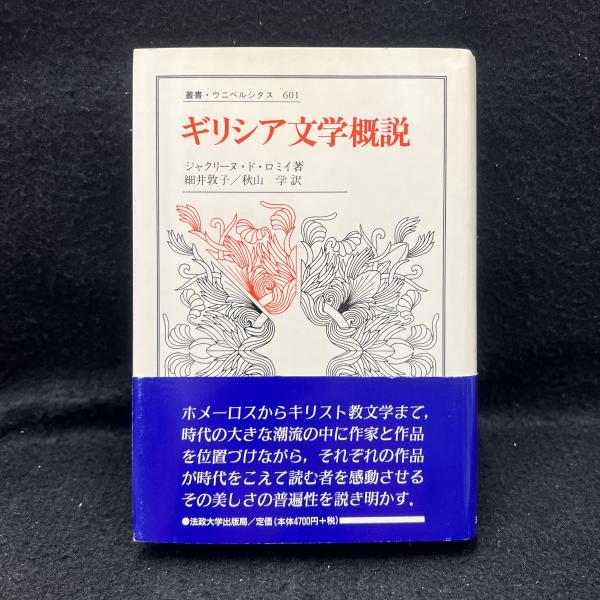 叢書・ウニベルシタス 601
ギリシア文学概説
ジャクリーヌ・ド・ロミイ著
細井敦子／秋山 学訳
ホメーロスからキリスト教文学まで，
時代の大きな潮流の中に作家と作品
を位置づけながら，それぞれの作品
が時代をこえて読む者を感動させる
その美しさの普遍性を説き明かす．
●法政大学出版局／定価(本体4700円+税)